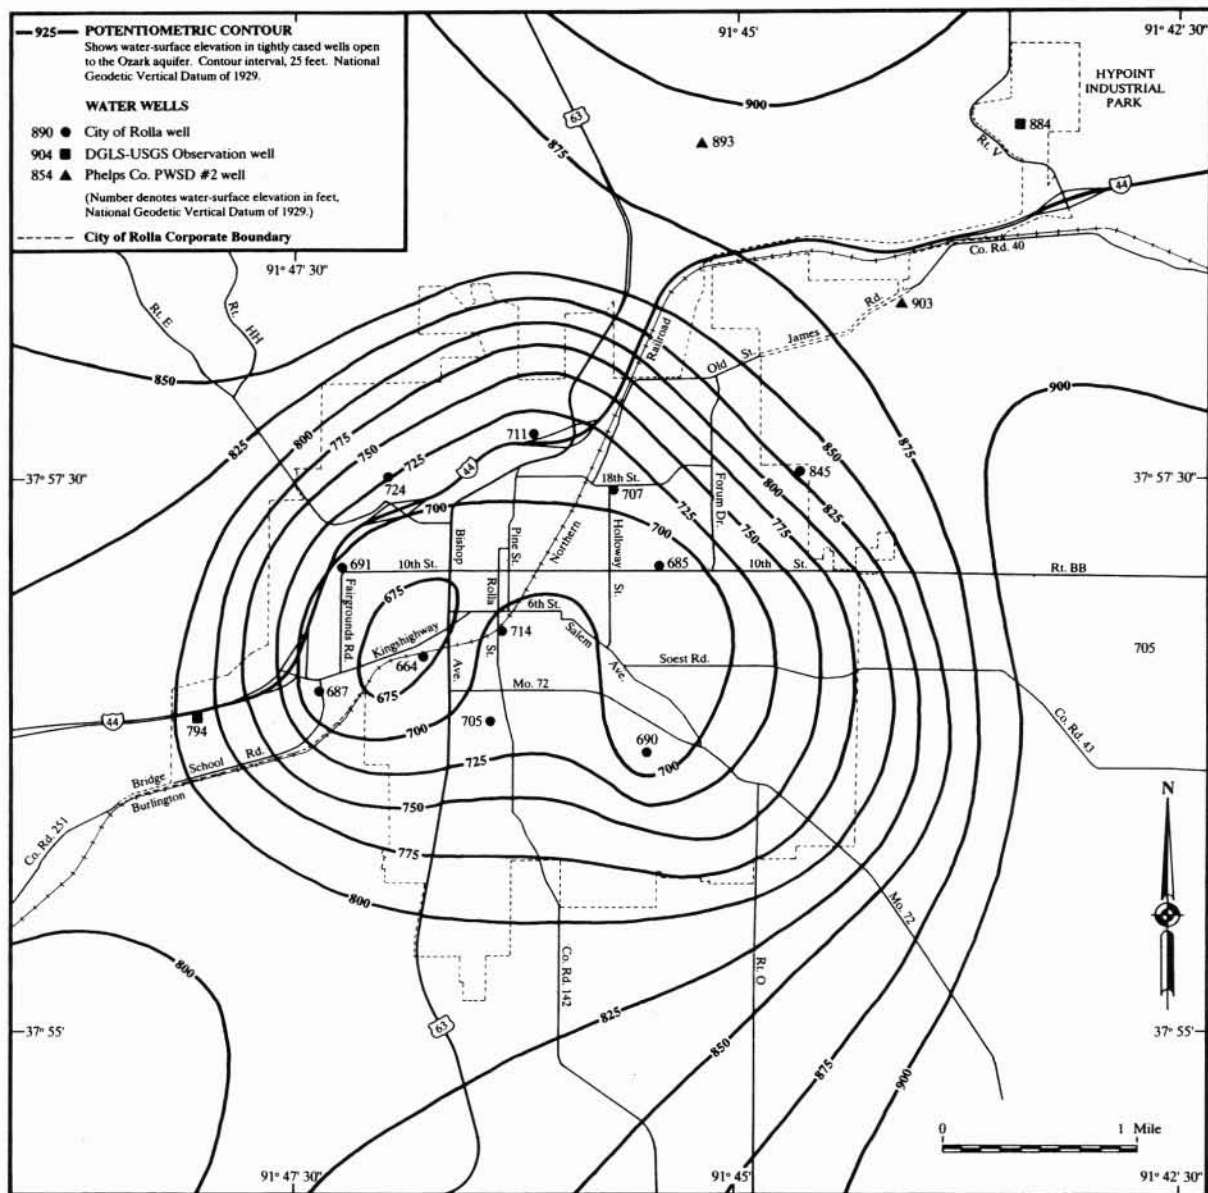 925 POTENTIOMETRIC CONTOUR
Shows water-surface elevation in tightly cased wells open
to the Ozark aquifer. Contour interval, 25 feet. National
Geodetic Vertical Datum of 1929.
WATER WELLS
890 City of Rolla well
904 DGLS-USGS Observation well
854 Phelps Co. PWSD #2 well
(Number denotes water-surface elevation in feet,
National Geodetic Vertical Datum of 1929.)
City of Rolla Corporate Boundary
91° 45'
91° 42' 30"
HYPOINT
INDUSTRIAL
PARK
900
63
884
893
875
Rt. V
44
Co. Rd. 40
91° 47' 30"
903
Rt. E
Rt. HH
Railroad
Old St. James Rd.
850
900
825
800
775
750
725
711
44
724
850
875
845
37° 57' 30"
37° 57' 30"
18th St.
707
Forum Dr.
800
825
775
750
725
700
700
Bishop
Pine St.
Northern
Holloway St.
691
10th St.
685
10th St.
Rt. BB
675
Rolla
6th St.
Fairgrounds Rd.
Kingshighway
714
Salem
705
664
Ave.
St.
Ave.
Soest Rd.
675
687
Mo. 72
44
794
700
705
690
700
Co. Rd. 43
Bridge School Rd.
Burlington
725
750
N
Co. Rd. 251
775
800
Mo. 72
800
Co. Rd. 142
Rt. O
825
63
37° 55'
37° 55'
850
875
900
0 1 Mile
91° 47' 30"
91° 45'
91° 42' 30"